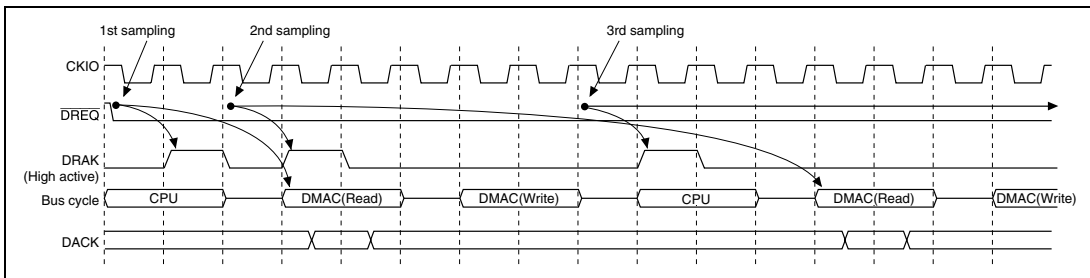 1st sampling 2nd sampling 3rd sampling
CKIO
DREQ
DRAK
(High active)
Bus cycle CPU DMAC(Read) DMAC(Write) CPU DMAC(Read) DMAC(Write)
DACK